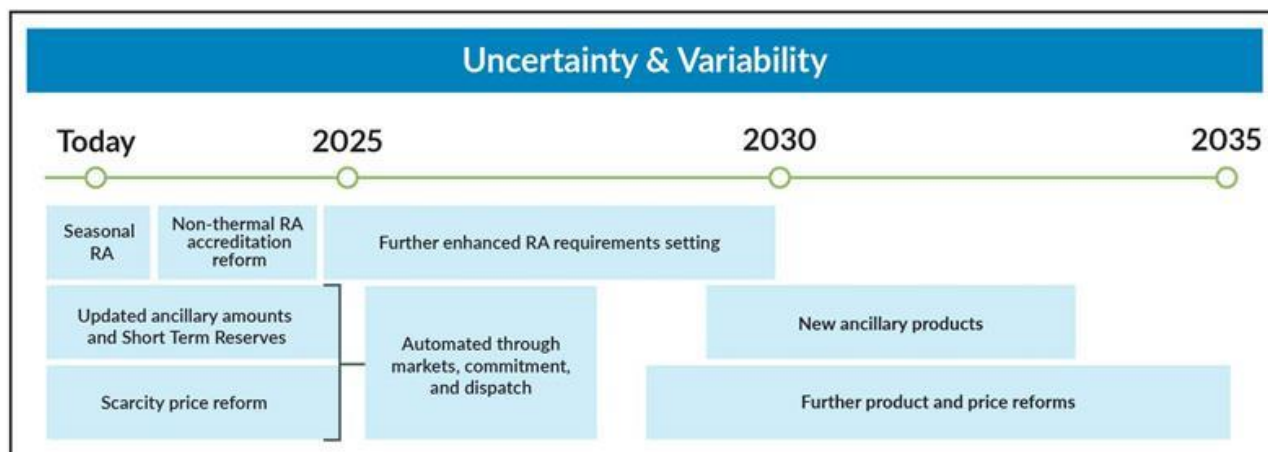 Uncertainty & Variability
Today
2025
2030
2035
Seasonal
RA
Non-thermal RA
accreditation
reform
Further enhanced RA requirements setting
Updated ancillary amounts
and Short Term Reserves
Scarcity price reform
Automated through
markets, commitment,
and dispatch
New ancillary products
Further product and price reforms